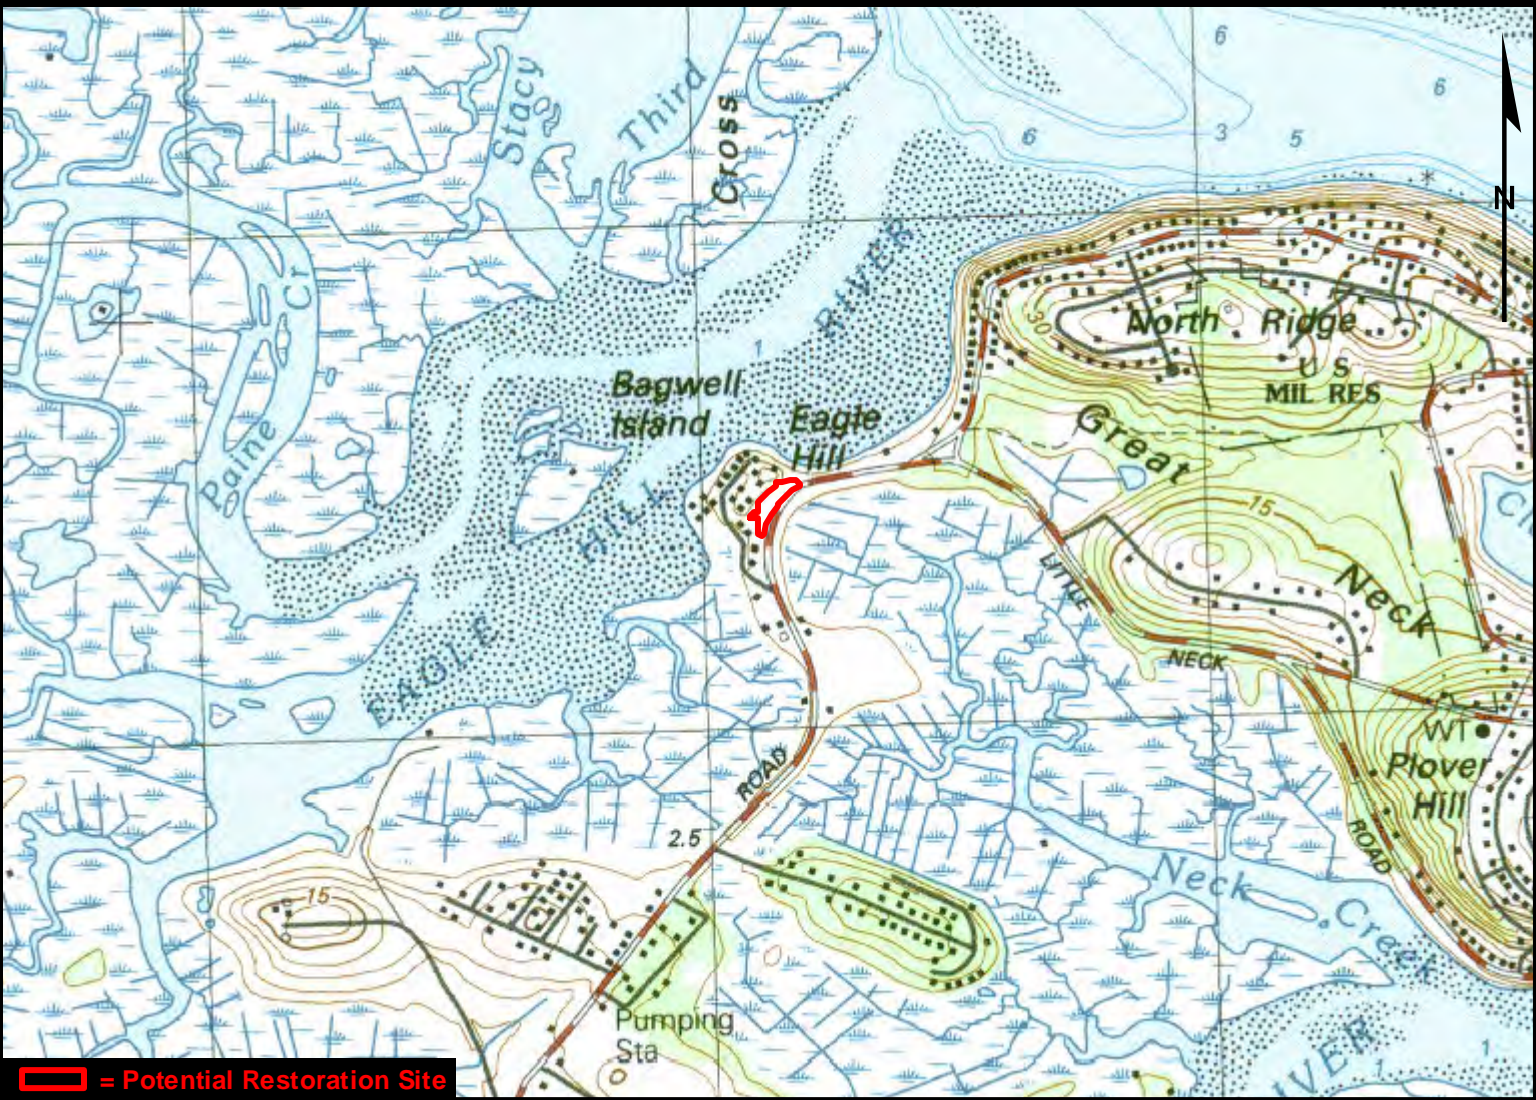 6
6
Stacy
Third
Cross
6
3
5
N
RIVER
Cr
30
North Ridge
U S
MIL RES
1
Bagwell
Island
Eagle
Hill
Great
Paine
HILL
15
LITTLE
Neck
NECK
EAGLE
WT
Plover
Hill
ROAD
ROAD
2.5
Neck
Creek
15
Pumping
Sta
1
1
= Potential Restoration Site